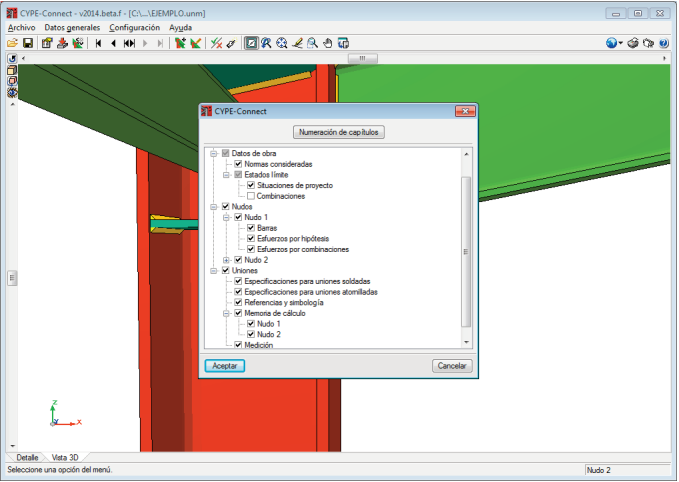 CYPE-Connect - v2014.beta.f - [C:\...\EJEMPLO.unm]
Archivo Datos generales Configuración Ayuda
CYPE-Connect
Numeración de capítulos
Datos de obra
Normas consideradas
Estados límite
Situaciones de proyecto
Combinaciones
Nudos
Nudo 1
Barras
Esfuerzos por hipótesis
Esfuerzos por combinaciones
Nudo 2
Uniones
Especificaciones para uniones soldadas
Especificaciones para uniones atornilladas
Referencias y simbología
Memoria de cálculo
Nudo 1
Nudo 2
Medición
Aceptar Cancelar
Z
Y X
Detalle Vista 3D
Seleccione una opción del menú. Nudo 2